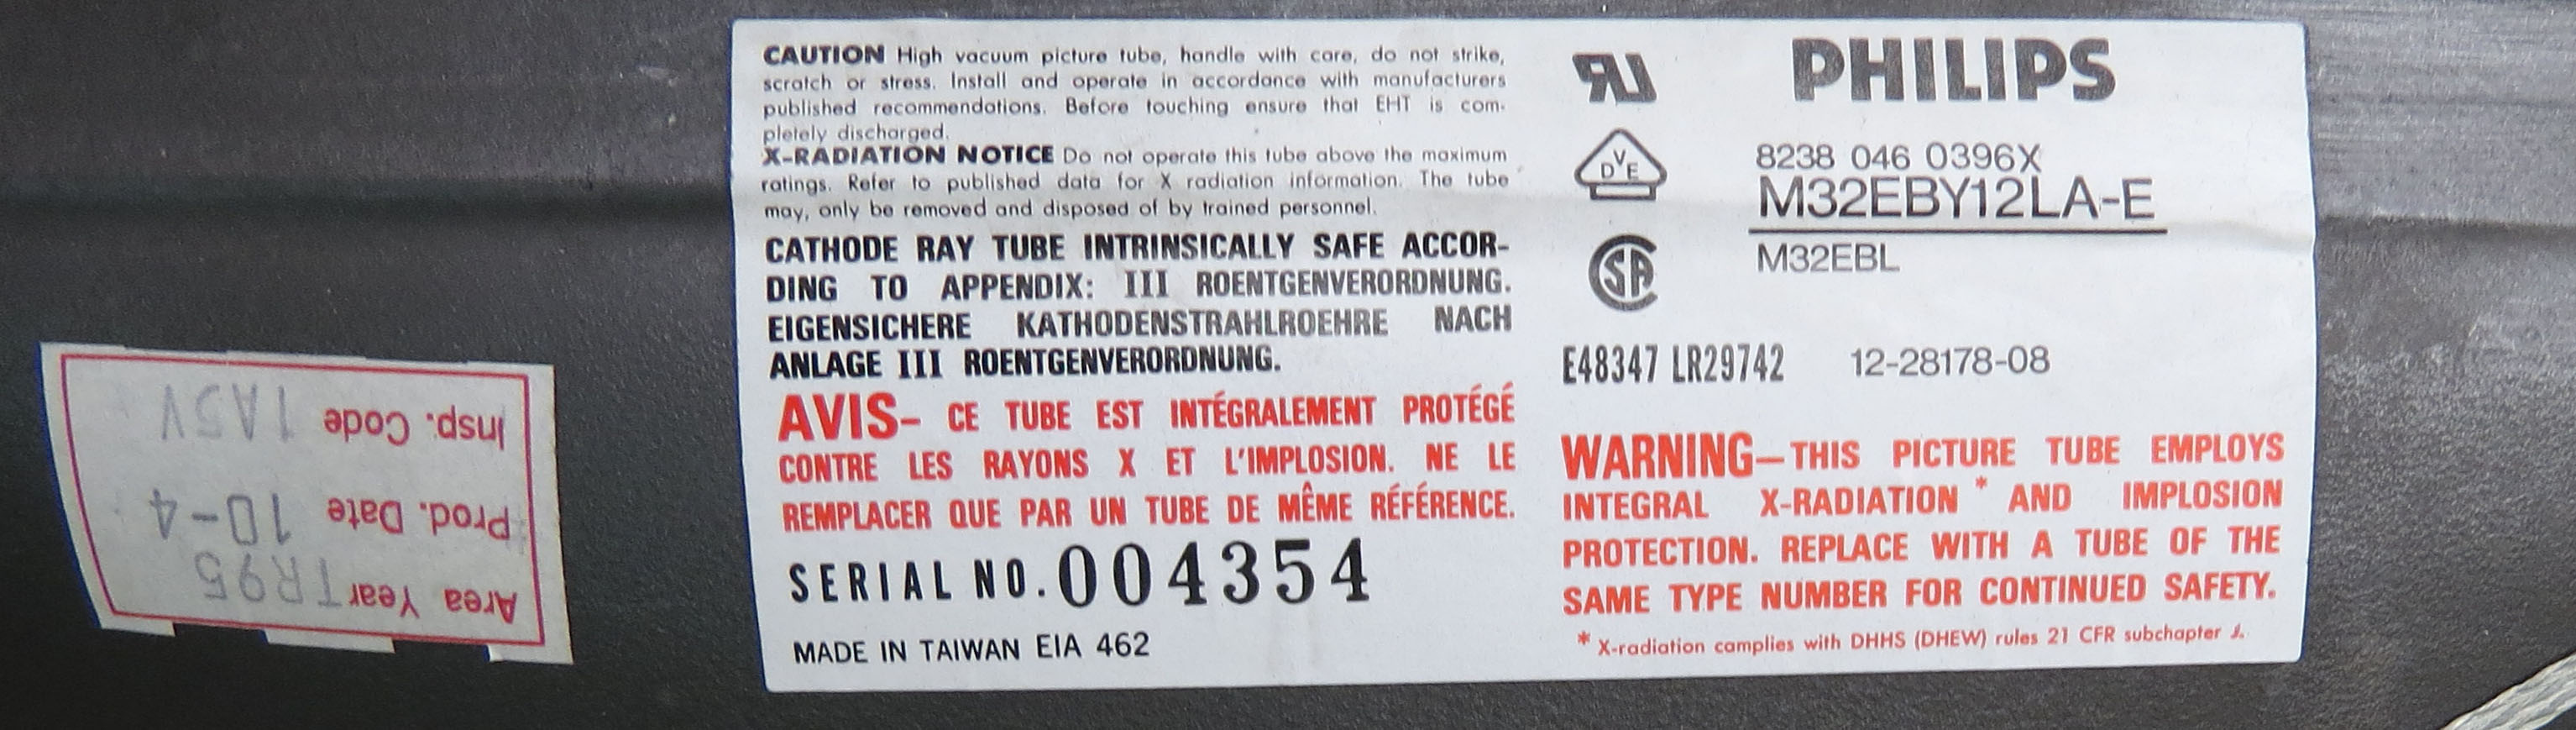 CAUTION High vacuum picture tube, handle with care, do not strike,
scratch or stress. Install and operate in accordance with manufacturers
published recommendations. Before touching ensure that EHT is com-
pletely discharged.
X-RADIATION NOTICE Do not operate this tube above the maximum
ratings. Refer to published data for X radiation information. The tube
may, only be removed and disposed of by trained personnel.
CATHODE RAY TUBE INTRINSICALLY SAFE ACCOR-
DING TO APPENDIX: III ROENTGENVERORDNUNG.
EIGENSICHERE KATHODENSTRAHLROEHRE NACH
ANLAGE III ROENTGENVERORDNUNG.
AVIS- CE TUBE EST INTÉGRALEMENT PROTÉGÉ
CONTRE LES RAYONS X ET L'IMPLOSION. NE LE
REMPLACER QUE PAR UN TUBE DE MÊME RÉFÉRENCE.
SERIAL NO. 004354
MADE IN TAIWAN EIA 462
PHILIPS
DVE
8238 046 0396X
M32EBY12LA-E
SA
M32EBL
E48347 LR29742 12-28178-08
WARNING—THIS PICTURE TUBE EMPLOYS
INTEGRAL X-RADIATION * AND IMPLOSION
PROTECTION. REPLACE WITH A TUBE OF THE
SAME TYPE NUMBER FOR CONTINUED SAFETY.
* X-radiation camplies with DHHS (DHEW) rules 21 CFR subchapter J.
Area Year TR95
Prod. Date 10-4
Insp. Code 1A5V